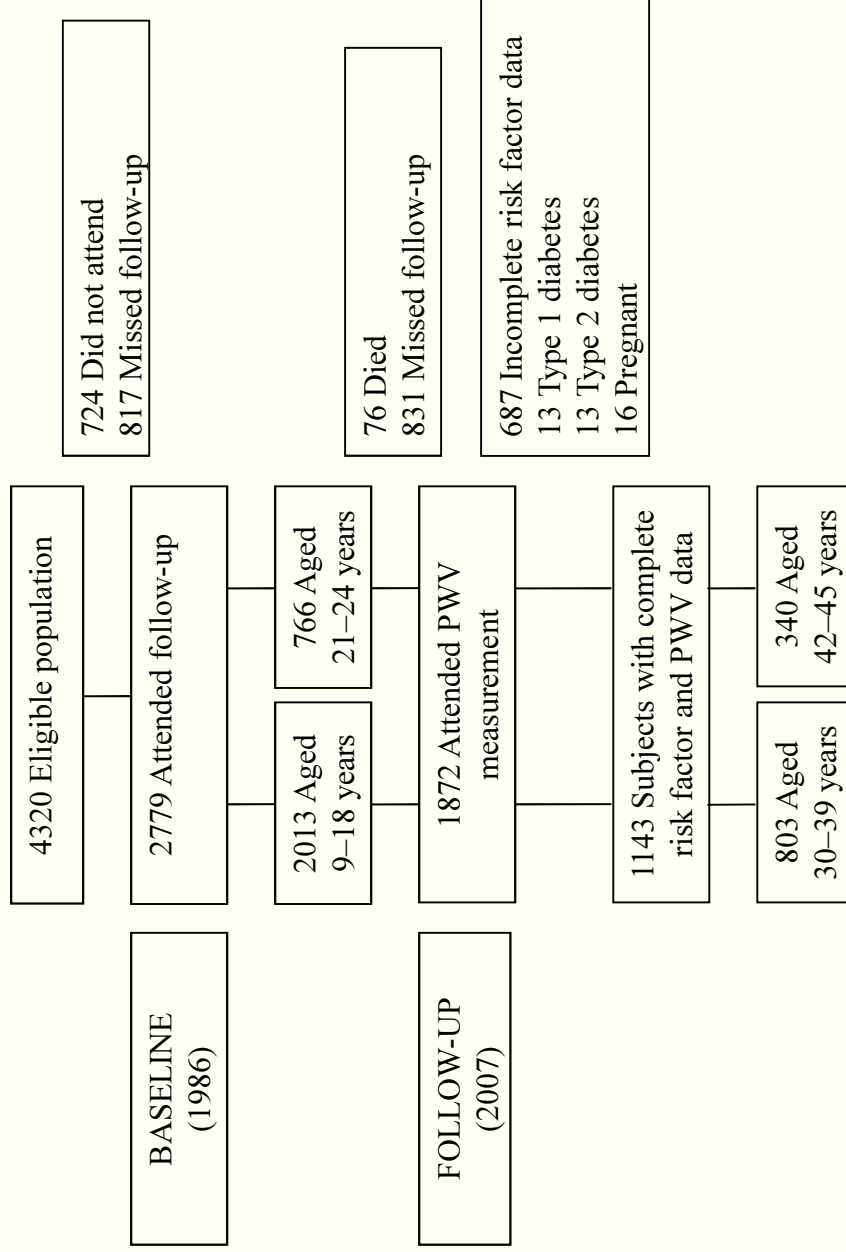 4320 Eligible population
724 Did not attend
817 Missed follow-up
BASELINE
(1986)
2779 Attended follow-up
2013 Aged
9–18 years
766 Aged
21–24 years
76 Died
831 Missed follow-up
FOLLOW-UP
(2007)
1872 Attended PWV
measurement
687 Incomplete risk factor data
13 Type 1 diabetes
13 Type 2 diabetes
16 Pregnant
1143 Subjects with complete
risk factor and PWV data
803 Aged
30–39 years
340 Aged
42–45 years